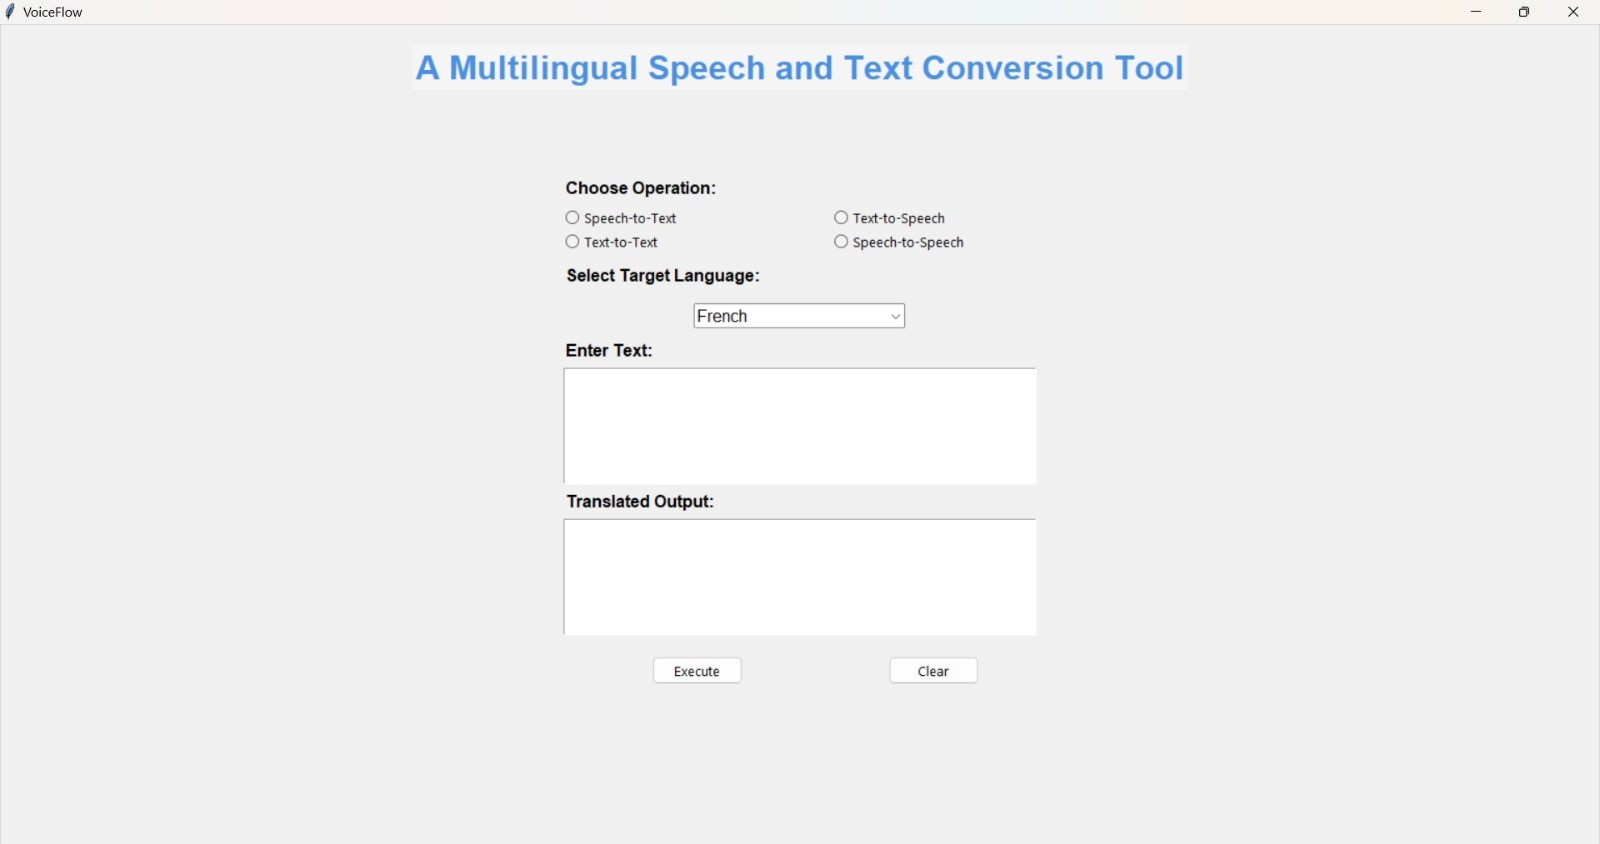 VoiceFlow
A Multilingual Speech and Text Conversion Tool
Choose Operation:
Speech-to-Text
Text-to-Speech
Text-to-Text
Speech-to-Speech
Select Target Language:
French
Enter Text:
Translated Output:
Execute
Clear